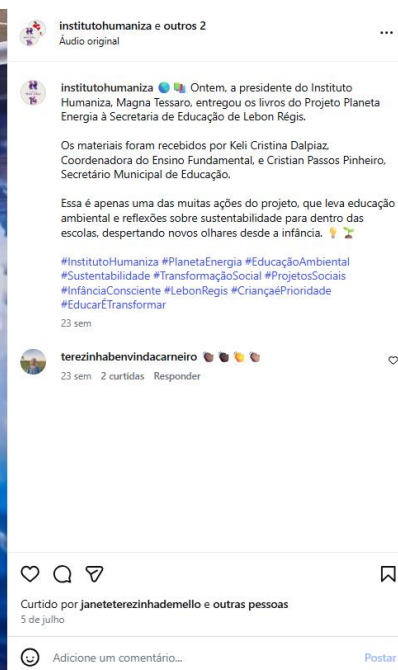 institutohumaniza e outros 2
Áudio original
institutohumaniza 🌍 📚 Ontem, a presidente do Instituto
Humaniza, Magna Tessaro, entregou os livros do Projeto Planeta
Energia à Secretaria de Educação de Lebon Régis.
Os materiais foram recebidos por Keli Cristina Dalpiaz,
Coordenadora do Ensino Fundamental, e Cristian Passos Pinheiro,
Secretário Municipal de Educação.
Essa é apenas uma das muitas ações do projeto, que leva educação
ambiental e reflexões sobre sustentabilidade para dentro das
escolas, despertando novos olhares desde a infância. 💡 🌱
#InstitutoHumaniza #PlanetaEnergia #EducaçãoAmbiental
#Sustentabilidade #TransformaçãoSocial #ProjetosSociais
#InfânciaConsciente #LebonRegis #CriançaéPrioridade
#EducarÉTransformar
23 sem
terezinhabenvindacarneiro 👏🏿👏🏿👏👏🏽
23 sem 2 curtidas Responder
Curtido por janeteterezinhademello e outras pessoas
5 de julho
Adicione um comentário... Postar